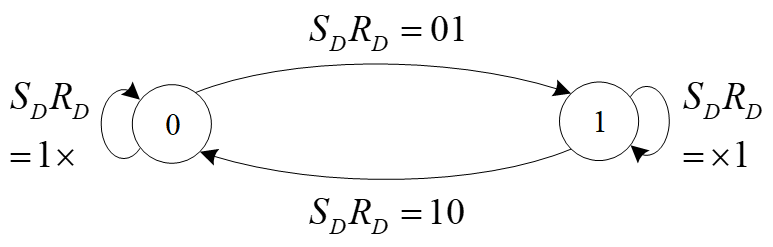 S_D R_D = 01
S_D R_D
= 1×
0
1
S_D R_D
= ×1
S_D R_D = 10